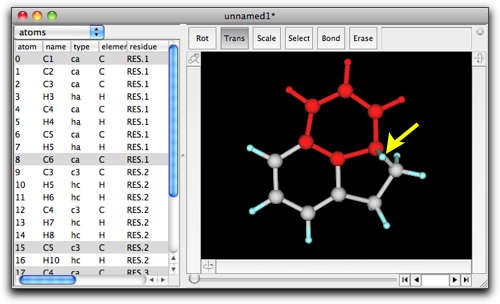 unnamed1*
atoms
Rot Trans Scale Select Bond Erase
atom name type elemen residue
0 C1 ca C RES.1
1 C2 ca C RES.1
2 C3 ca C RES.1
3 H3 ha H RES.1
4 C4 ca C RES.1
5 H4 ha H RES.1
6 C5 ca C RES.1
7 H5 ha H RES.1
8 C6 ca C RES.1
9 C3 c3 C RES.2
10 H5 hc H RES.2
11 H6 hc H RES.2
12 C4 c3 C RES.2
13 H7 hc H RES.2
14 H8 hc H RES.2
15 C5 c3 C RES.2
16 H10 hc H RES.2
17 C4 ca C RES.3